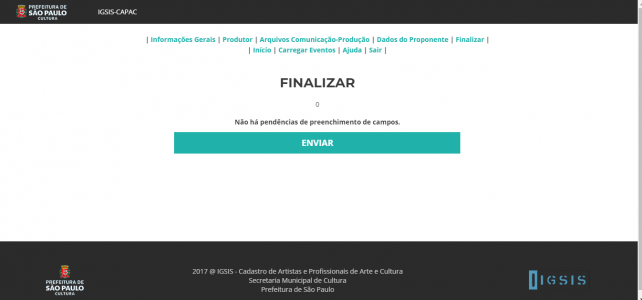 PREFEITURA DE
SÃO PAULO
CULTURA
IGSIS-CAPAC
| Informações Gerais | Produtor | Arquivos Comunicação-Produção | Dados do Proponente | Finalizar |
| Início | Carregar Eventos | Ajuda | Sair |
FINALIZAR
0
Não há pendências de preenchimento de campos.
ENVIAR
PREFEITURA DE
SÃO PAULO
CULTURA
2017 @ IGSIS - Cadastro de Artistas e Profissionais de Arte e Cultura
Secretaria Municipal de Cultura
Prefeitura de São Paulo
IGSIS